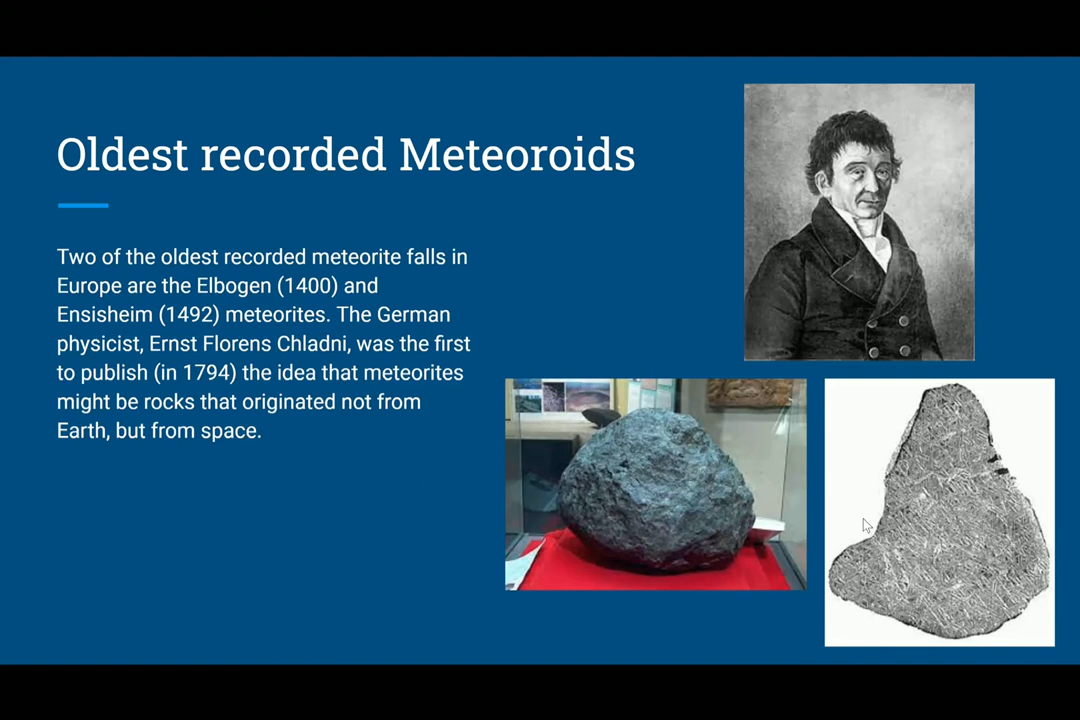 Oldest recorded Meteoroids
Two of the oldest recorded meteorite falls in
Europe are the Elbogen (1400) and
Ensisheim (1492) meteorites. The German
physicist, Ernst Florens Chladni, was the first
to publish (in 1794) the idea that meteorites
might be rocks that originated not from
Earth, but from space.